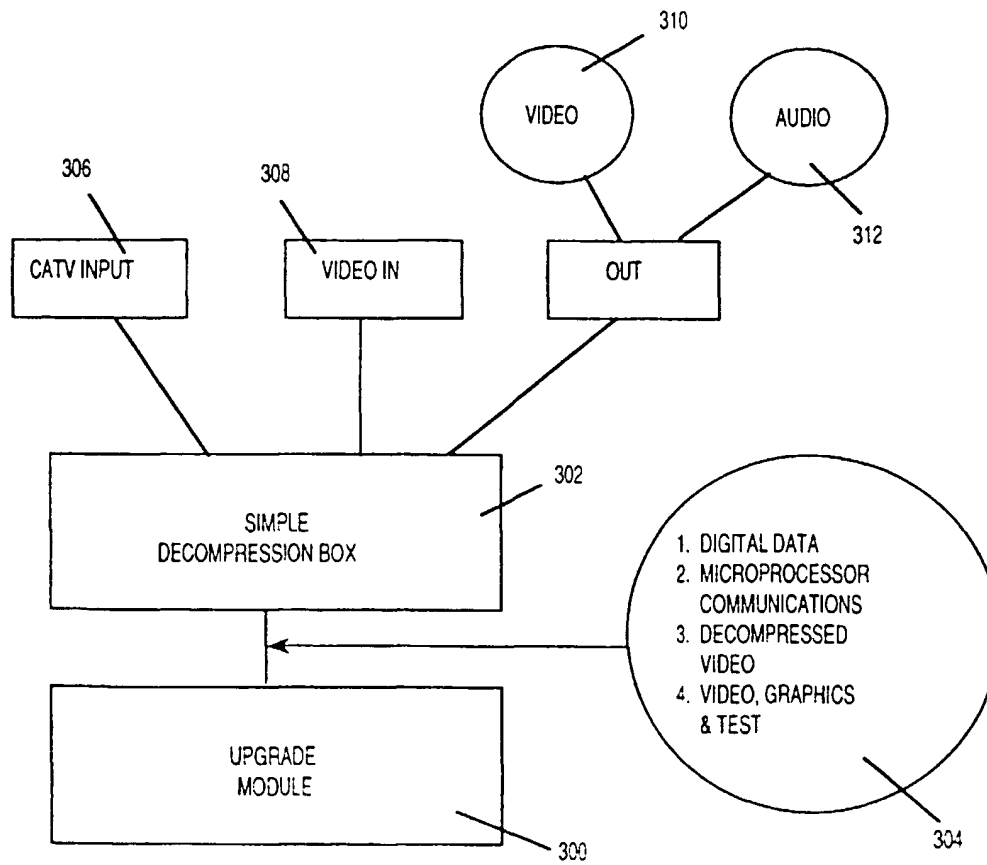 310
VIDEO
AUDIO
306
308
312
CATV INPUT
VIDEO IN
OUT
302
SIMPLE
DECOMPRESSION BOX
1. DIGITAL DATA
2. MICROPROCESSOR
COMMUNICATIONS
3. DECOMPRESSED
VIDEO
4. VIDEO, GRAPHICS
& TEST
UPGRADE
MODULE
300
304